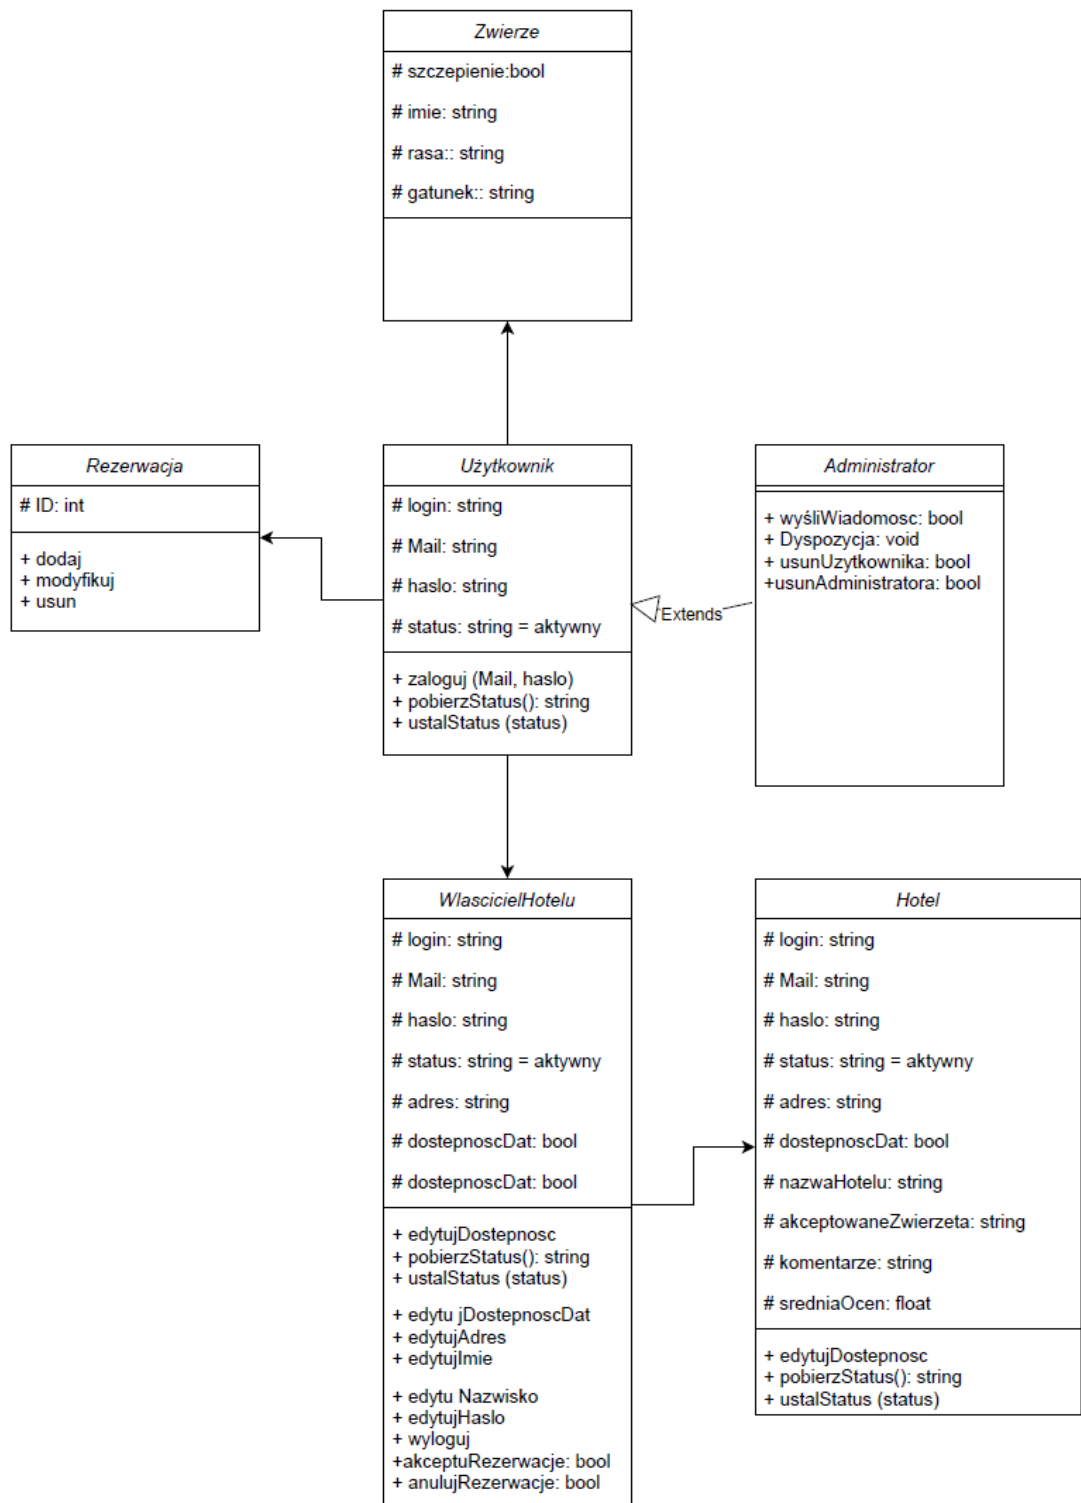 Zwierze
# szczepienie:bool
# imie: string
# rasa:: string
# gatunek:: string
Rezerwacja
# ID: int
+ dodaj
+ modyfikuj
+ usun
Użytkownik
# login: string
# Mail: string
# haslo: string
# status: string = aktywny
+ zaloguj (Mail, haslo)
+ pobierzStatus(): string
+ ustalStatus (status)
Extends
Administrator
+ wyśliWiadomosc: bool
+ Dyspozycja: void
+ usunUzytkownika: bool
+usunAdministratora: bool
WlascicielHotelu
# login: string
# Mail: string
# haslo: string
# status: string = aktywny
# adres: string
# dostepnoscDat: bool
# dostepnoscDat: bool
+ edytujDostepnosc
+ pobierzStatus(): string
+ ustalStatus (status)
+ edytu jDostepnoscDat
+ edytujAdres
+ edytujImie
+ edytu Nazwisko
+ edytujHaslo
+ wyloguj
+akceptuRezerwacje: bool
+ anulujRezerwacje: bool
Hotel
# login: string
# Mail: string
# haslo: string
# status: string = aktywny
# adres: string
# dostepnoscDat: bool
# nazwaHotelu: string
# akceptowaneZwierzeta: string
# komentarze: string
# sredniaOcen: float
+ edytujDostepnosc
+ pobierzStatus(): string
+ ustalStatus (status)